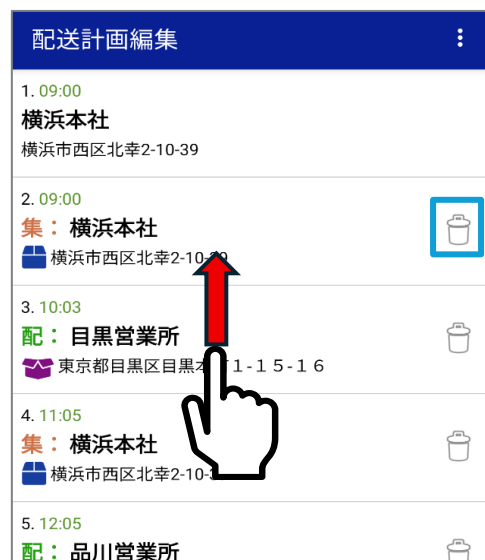 配送計画編集
1. 09:00
横浜本社
横浜市西区北幸2-10-39
2. 09:00
集： 横浜本社
横浜市西区北幸2-10-39
3. 10:03
配： 目黒営業所
東京都目黒区目黒本町1-15-16
4. 11:05
集： 横浜本社
横浜市西区北幸2-10-3
5. 12:05
配： 品川営業所